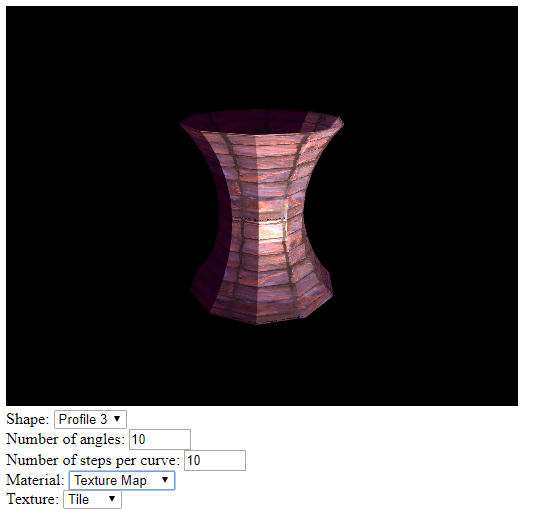 Shape: Profile 3
Number of angles: 10
Number of steps per curve: 10
Material: Texture Map
Texture: Tile